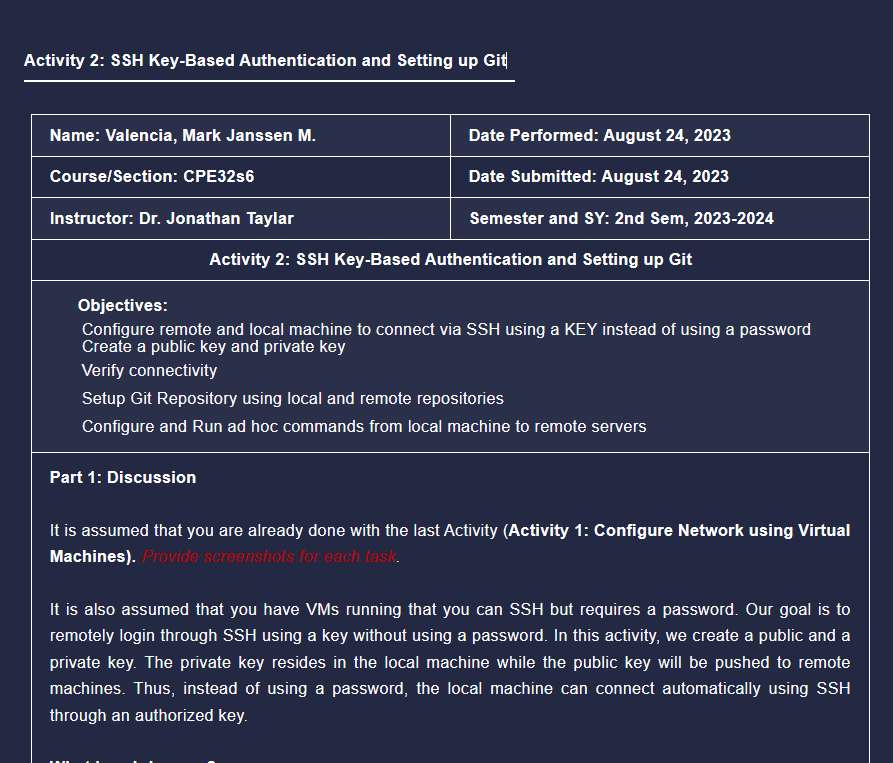 Activity 2: SSH Key-Based Authentication and Setting up Git
Name: Valencia, Mark Janssen M.
Date Performed: August 24, 2023
Course/Section: CPE32s6
Date Submitted: August 24, 2023
Instructor: Dr. Jonathan Taylar
Semester and SY: 2nd Sem, 2023-2024
Activity 2: SSH Key-Based Authentication and Setting up Git
Objectives:
Configure remote and local machine to connect via SSH using a KEY instead of using a password
Create a public key and private key
Verify connectivity
Setup Git Repository using local and remote repositories
Configure and Run ad hoc commands from local machine to remote servers
Part 1: Discussion
It is assumed that you are already done with the last Activity (Activity 1: Configure Network using Virtual
Machines). Provide screenshots for each task.
It is also assumed that you have VMs running that you can SSH but requires a password. Our goal is to
remotely login through SSH using a key without using a password. In this activity, we create a public and a
private key. The private key resides in the local machine while the public key will be pushed to remote
machines. Thus, instead of using a password, the local machine can connect automatically using SSH
through an authorized key.